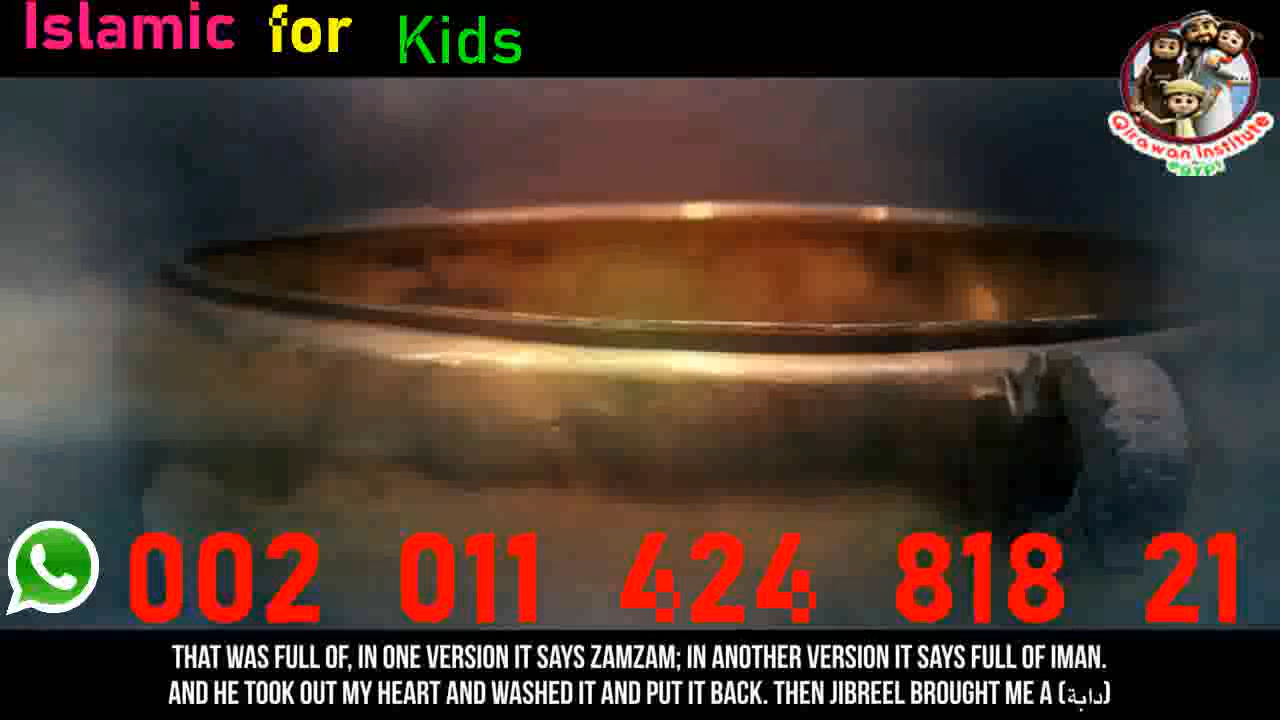 Islamic for Kids
Qirawan Institute
egypt
002 011 424 818 21
THAT WAS FULL OF, IN ONE VERSION IT SAYS ZAMZAM; IN ANOTHER VERSION IT SAYS FULL OF IMAN.
AND HE TOOK OUT MY HEART AND WASHED IT AND PUT IT BACK. THEN JIBREEL BROUGHT ME A (دابة)